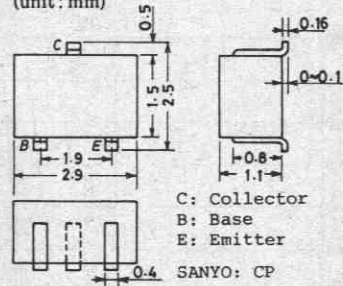 (unit: mm)
C
0.5
0.16
1.5
2.5
0~0.1
B
E
1.9
2.9
0.8
1.1
C: Collector
B: Base
E: Emitter
0.4
SANYO: CP